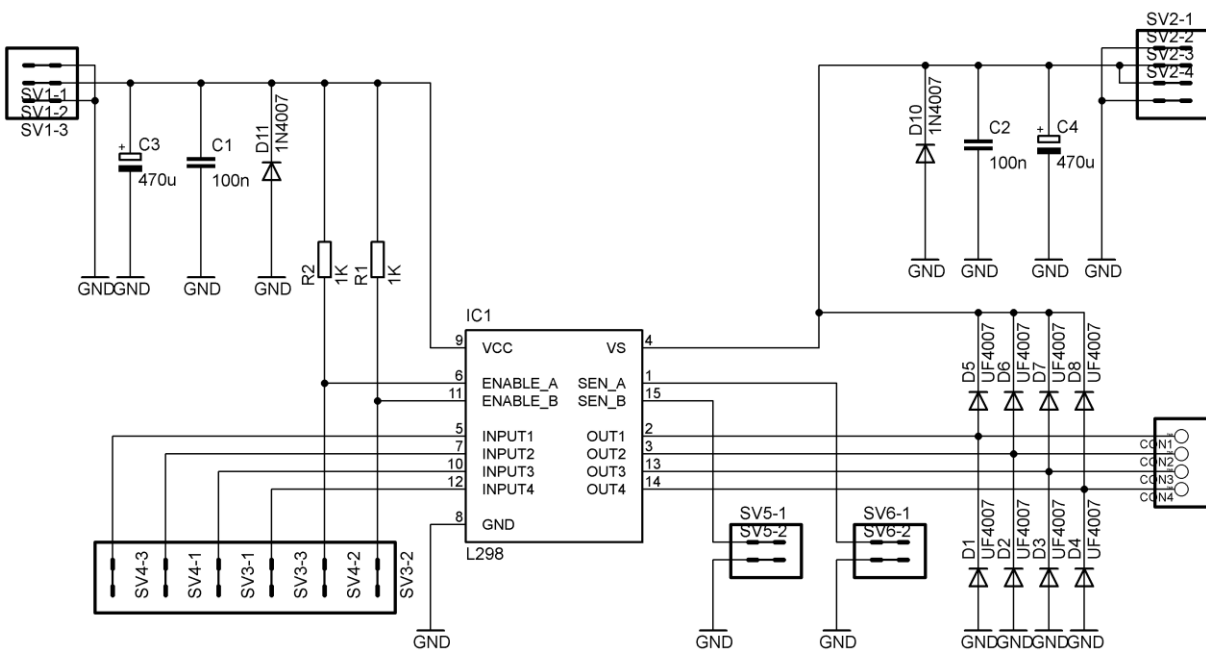 SV1-1
SV1-2
SV1-3
+
C3
470u
C1
100n
D11
1N4007
R2
1K
R1
1K
GND
GND
GND
GND
SV2-1
SV2-2
SV2-3
SV2-4
D10
1N4007
C2
100n
+
C4
470u
GND
GND
GND
GND
IC1
9 VCC VS 4
6 ENABLE_A SEN_A 1
11 ENABLE_B SEN_B 15
5 INPUT1 OUT1 2
7 INPUT2 OUT2 3
10 INPUT3 OUT3 13
12 INPUT4 OUT4 14
8 GND
L298
GND
SV4-3
SV4-1
SV3-1
SV3-3
SV4-2
SV3-2
SV5-1
SV5-2
GND
SV6-1
SV6-2
GND
D5
UF4007
D6
UF4007
D7
UF4007
D8
UF4007
CON1
CON2
CON3
CON4
D1
UF4007
D2
UF4007
D3
UF4007
D4
UF4007
GND
GND
GND
GND